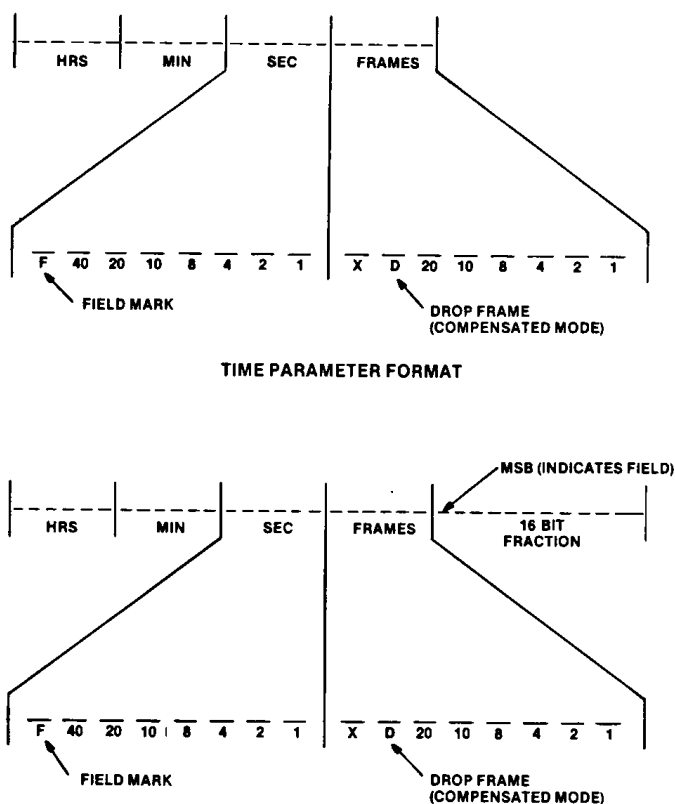 HRS MIN SEC FRAMES
F 40 20 10 8 4 2 1 X D 20 10 8 4 2 1
FIELD MARK
DROP FRAME
(COMPENSATED MODE)
TIME PARAMETER FORMAT
MSB (INDICATES FIELD)
HRS MIN SEC FRAMES 16 BIT
FRACTION
F 40 20 10 8 4 2 1 X D 20 10 8 4 2 1
FIELD MARK
DROP FRAME
(COMPENSATED MODE)